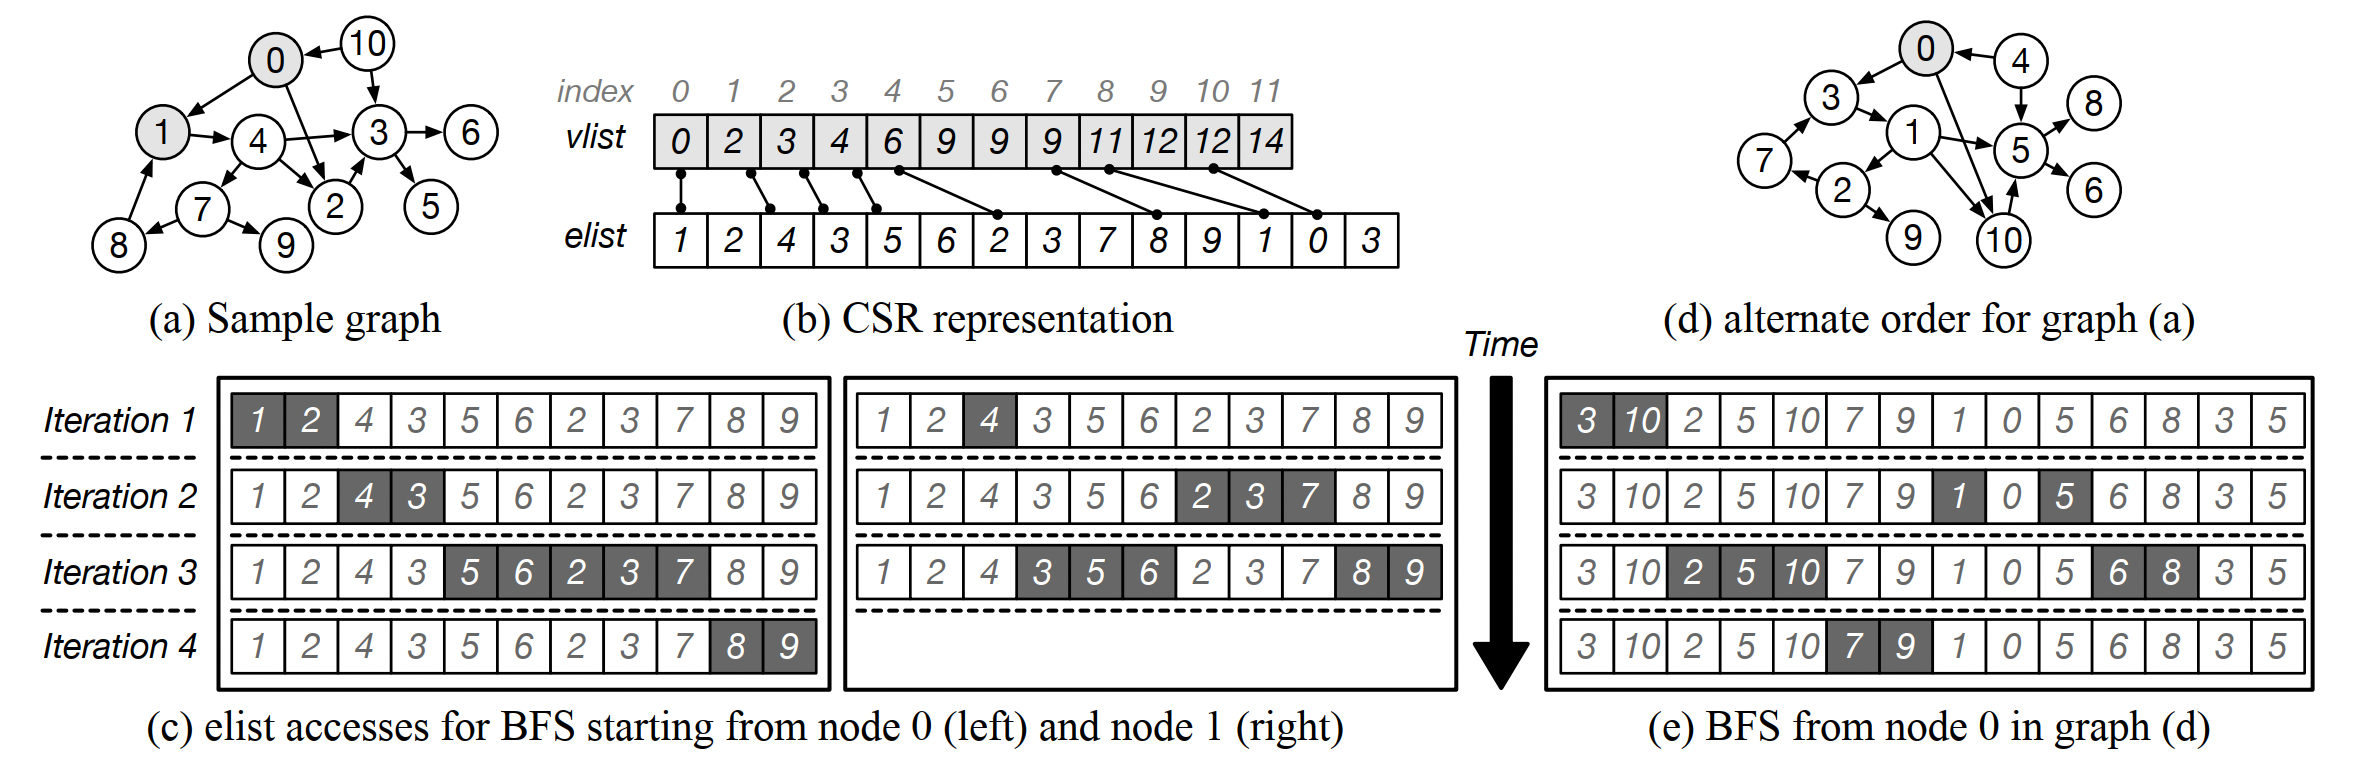 0 10
1 4 3 6
7 2 5
8 9
(a) Sample graph
index 0 1 2 3 4 5 6 7 8 9 10 11
vlist 0 2 3 4 6 9 9 9 11 12 12 14
elist 1 2 4 3 5 6 2 3 7 8 9 1 0 3
(b) CSR representation
0 4
3 8
1
7 5
2 6
9 10
(d) alternate order for graph (a)
Time
Iteration 1 1 2 4 3 5 6 2 3 7 8 9 1 2 4 3 5 6 2 3 7 8 9 3 10 2 5 10 7 9 1 0 5 6 8 3 5
Iteration 2 1 2 4 3 5 6 2 3 7 8 9 1 2 4 3 5 6 2 3 7 8 9 3 10 2 5 10 7 9 1 0 5 6 8 3 5
Iteration 3 1 2 4 3 5 6 2 3 7 8 9 1 2 4 3 5 6 2 3 7 8 9 3 10 2 5 10 7 9 1 0 5 6 8 3 5
Iteration 4 1 2 4 3 5 6 2 3 7 8 9 3 10 2 5 10 7 9 1 0 5 6 8 3 5
(c) elist accesses for BFS starting from node 0 (left) and node 1 (right)
(e) BFS from node 0 in graph (d)